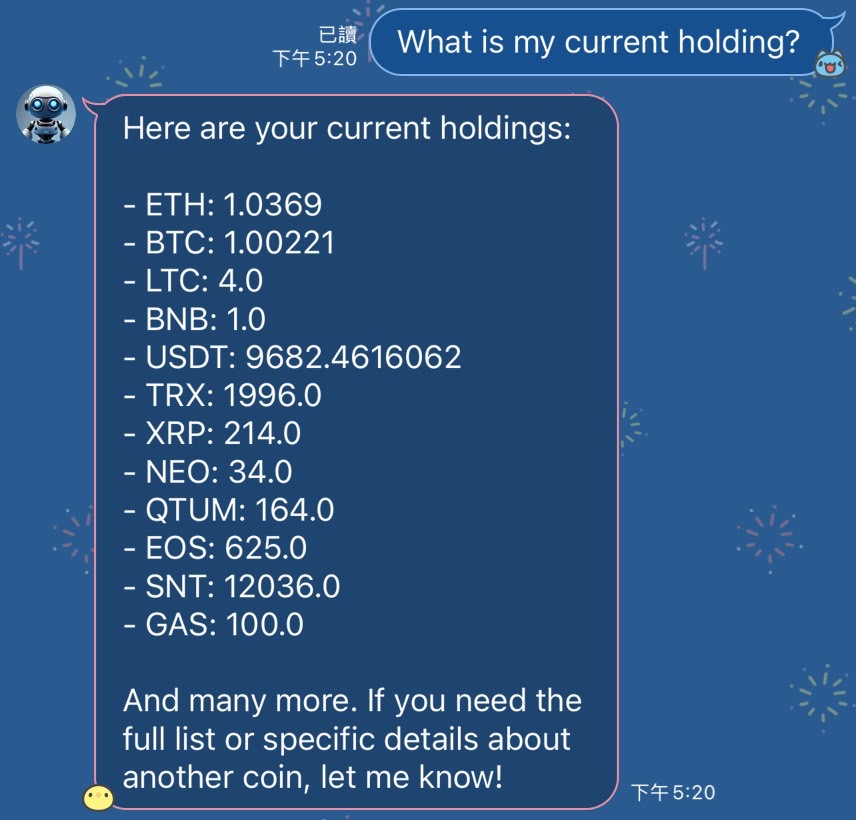 已讀
下午 5:20
What is my current holding?
Here are your current holdings:
- ETH: 1.0369
- BTC: 1.00221
- LTC: 4.0
- BNB: 1.0
- USDT: 9682.4616062
- TRX: 1996.0
- XRP: 214.0
- NEO: 34.0
- QTUM: 164.0
- EOS: 625.0
- SNT: 12036.0
- GAS: 100.0
And many more. If you need the
full list or specific details about
another coin, let me know!
下午 5:20